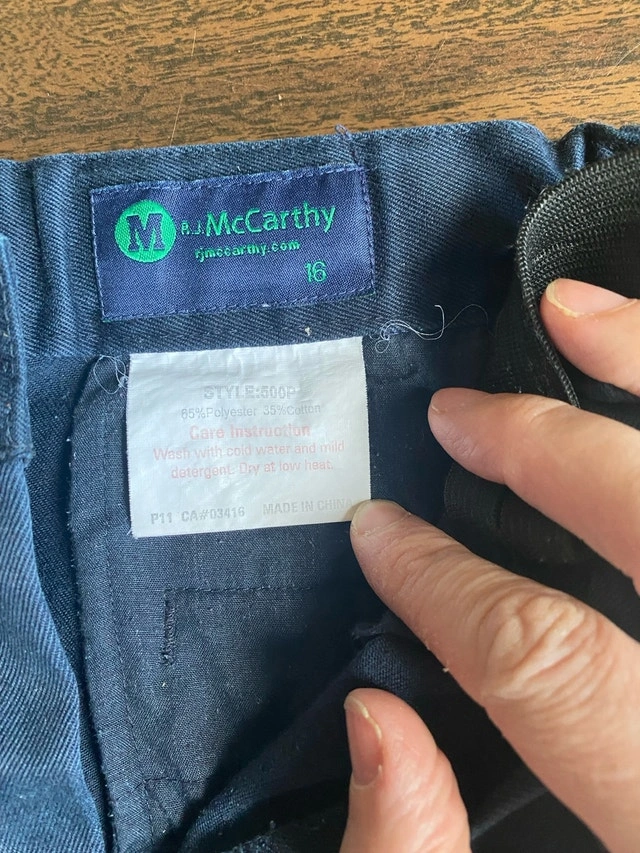 M
R.J. McCarthy
rjmccarthy.com
16
STYLE:500P
65%Polyester 35%Cotton
Care Instruction
Wash with cold water and mild
detergent. Dry at low heat.
P11 CA#03416 MADE IN CHINA